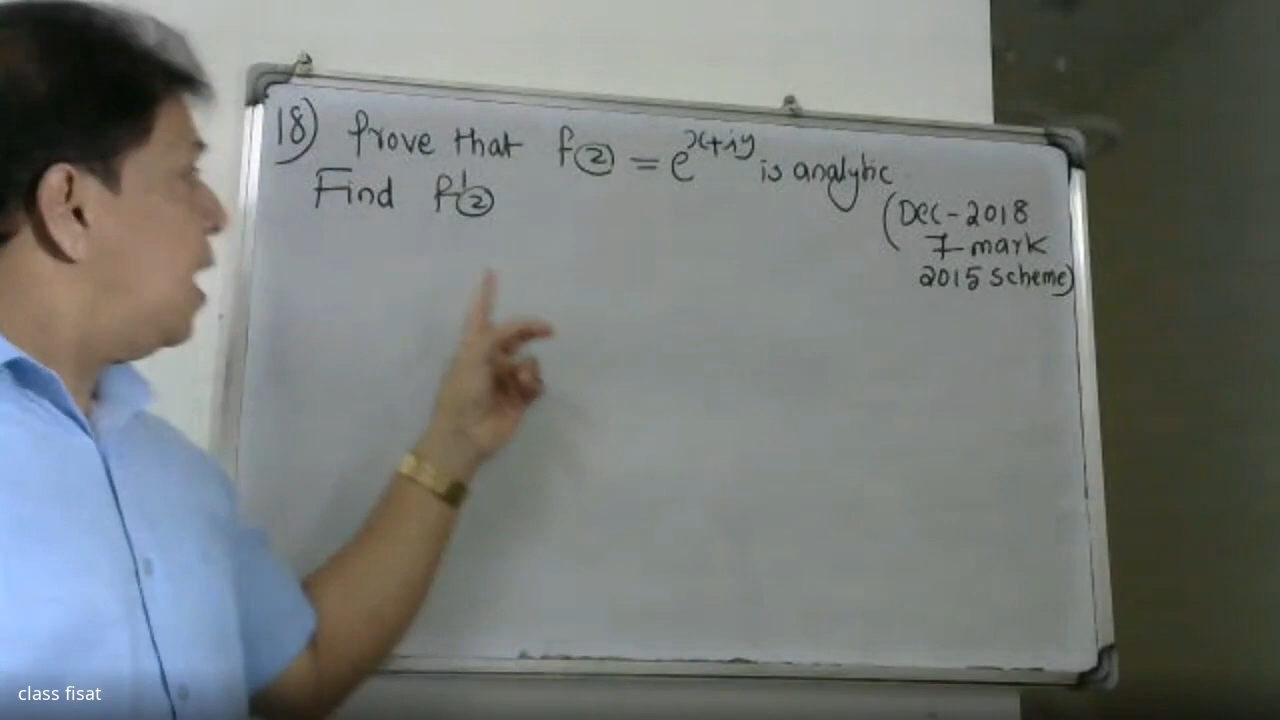 18) Prove that f(z) = e^{x+iy} is analytic
Find f'(z)
(Dec-2018
7 mark
2015 Scheme)
class fisat